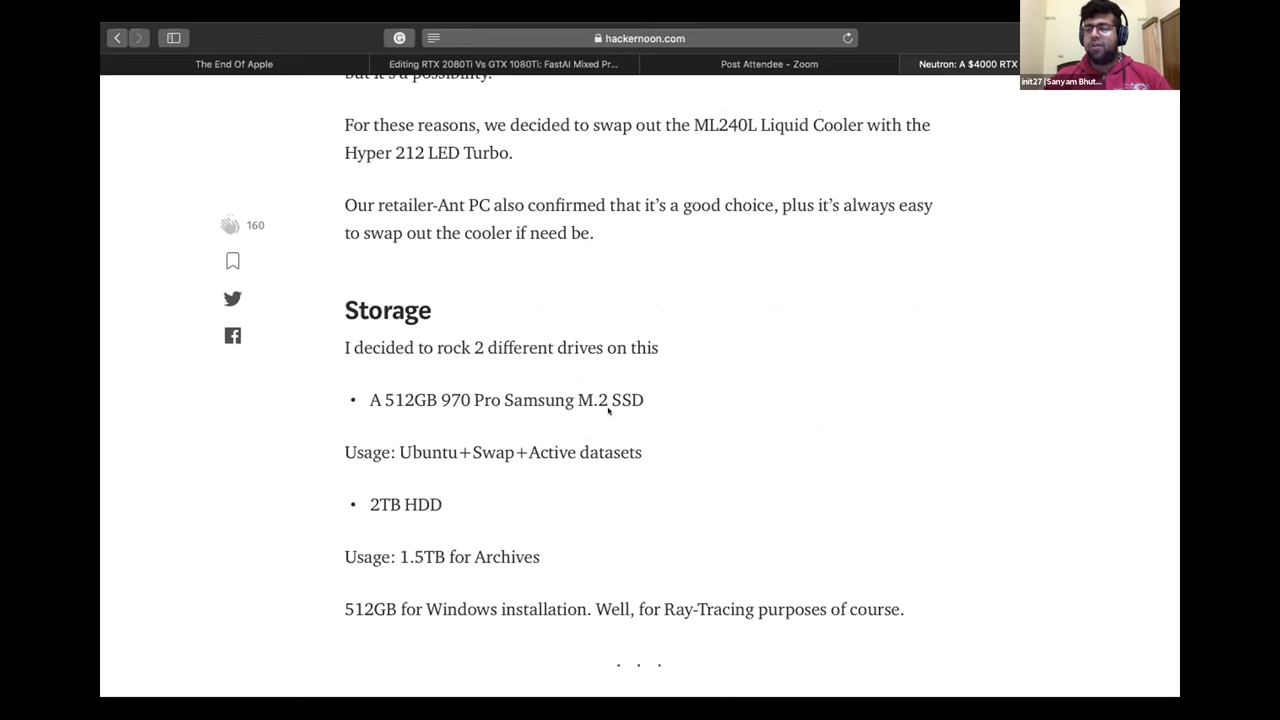 hackernoon.com
The End Of Apple
Editing RTX 2080Ti Vs GTX 1080Ti: FastAI Mixed Pr...
Post Attendee - Zoom
Neutron: A $4000 RTX
init27 (Sanyam Bhut...
but it's a possibility.
For these reasons, we decided to swap out the ML240L Liquid Cooler with the
Hyper 212 LED Turbo.
Our retailer-Ant PC also confirmed that it's a good choice, plus it's always easy
to swap out the cooler if need be.
160
Storage
I decided to rock 2 different drives on this
• A 512GB 970 Pro Samsung M.2 SSD
Usage: Ubuntu+Swap+Active datasets
• 2TB HDD
Usage: 1.5TB for Archives
512GB for Windows installation. Well, for Ray-Tracing purposes of course.
. . .